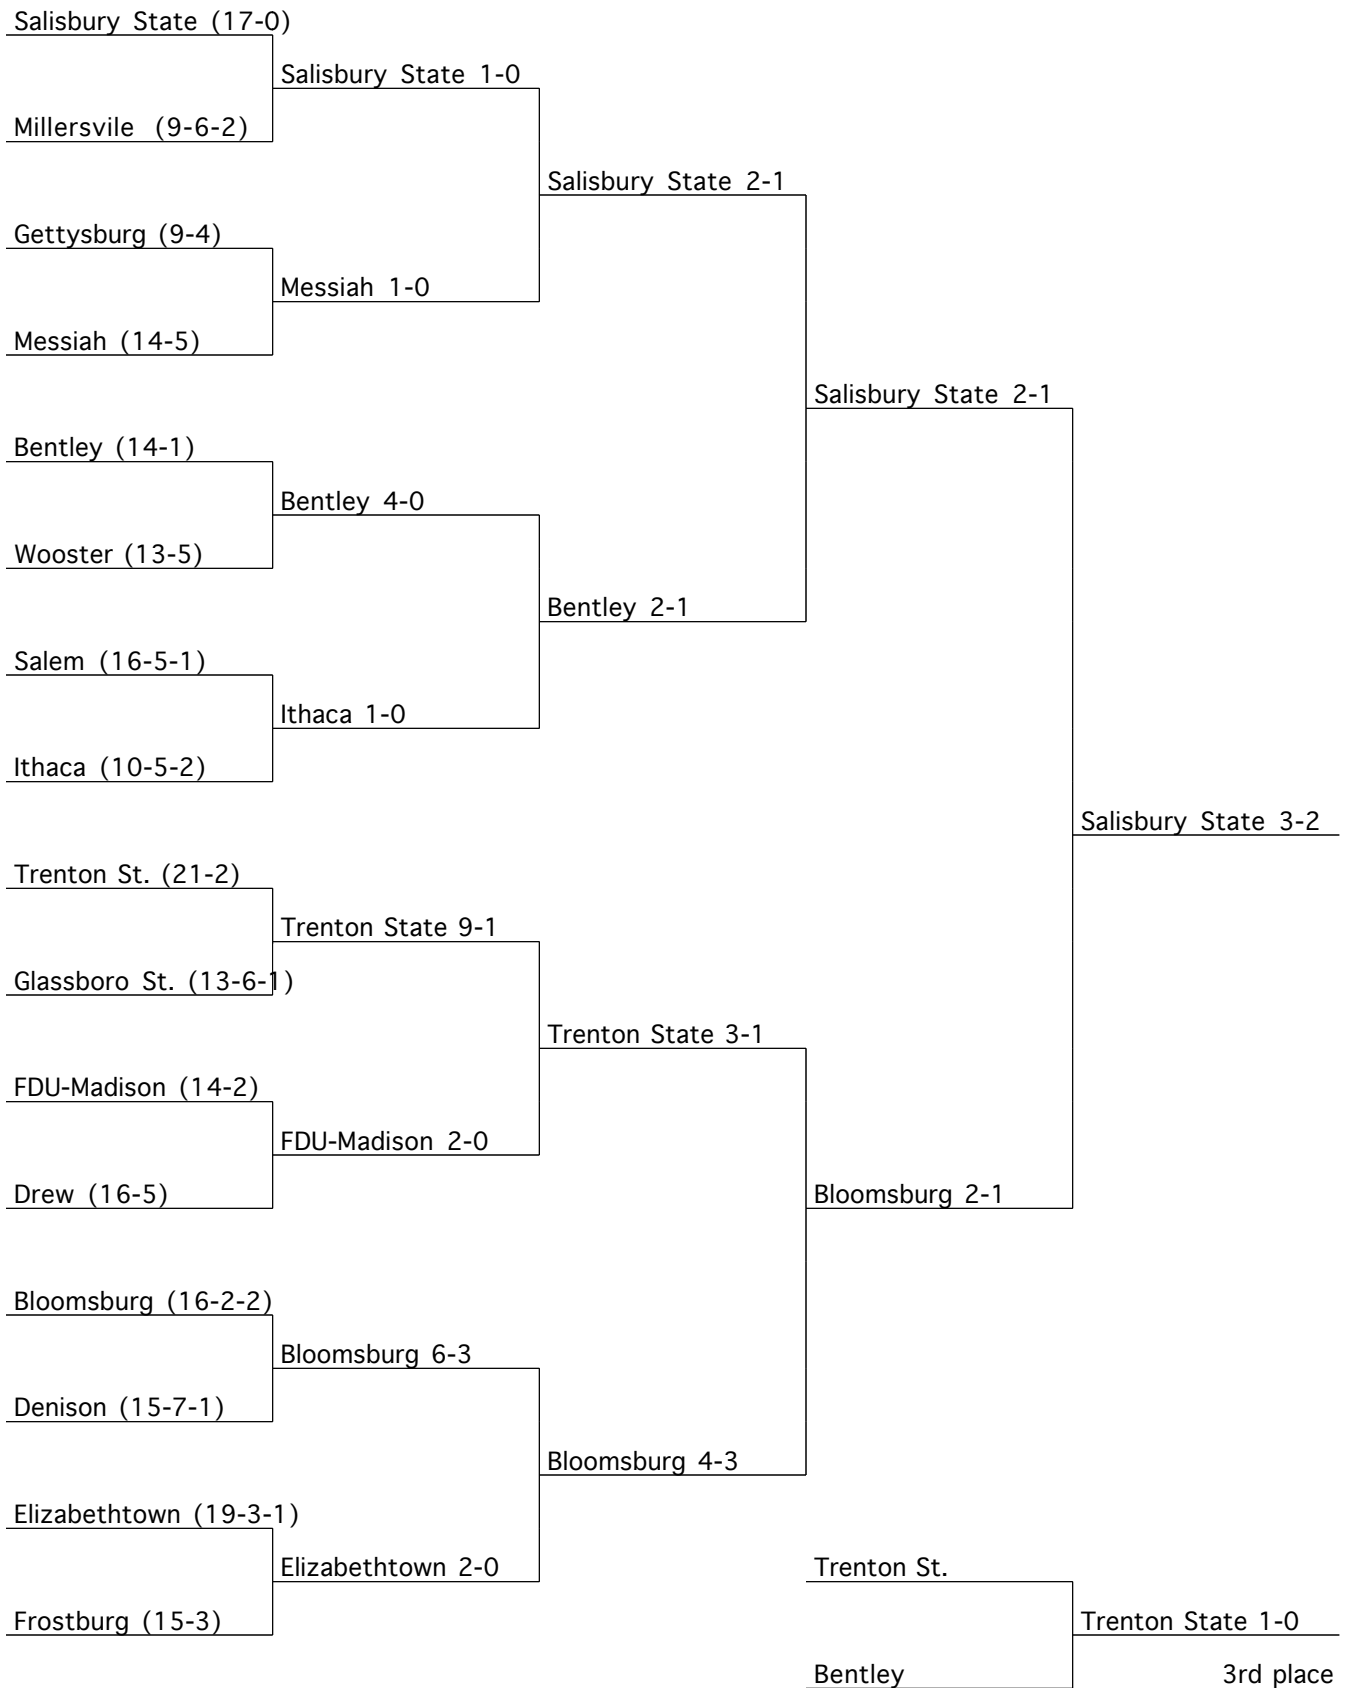 Salisbury State (17-0)
Salisbury State 1-0
Millersvile (9-6-2)
Salisbury State 2-1
Gettysburg (9-4)
Messiah 1-0
Messiah (14-5)
Salisbury State 2-1
Bentley (14-1)
Bentley 4-0
Wooster (13-5)
Bentley 2-1
Salem (16-5-1)
Ithaca 1-0
Ithaca (10-5-2)
Salisbury State 3-2
Trenton St. (21-2)
Trenton State 9-1
Glassboro St. (13-6-1)
Trenton State 3-1
FDU-Madison (14-2)
FDU-Madison 2-0
Drew (16-5)
Bloomsburg 2-1
Bloomsburg (16-2-2)
Bloomsburg 6-3
Denison (15-7-1)
Bloomsburg 4-3
Elizabethtown (19-3-1)
Elizabethtown 2-0
Trenton St.
Frostburg (15-3)
Trenton State 1-0
Bentley
3rd place